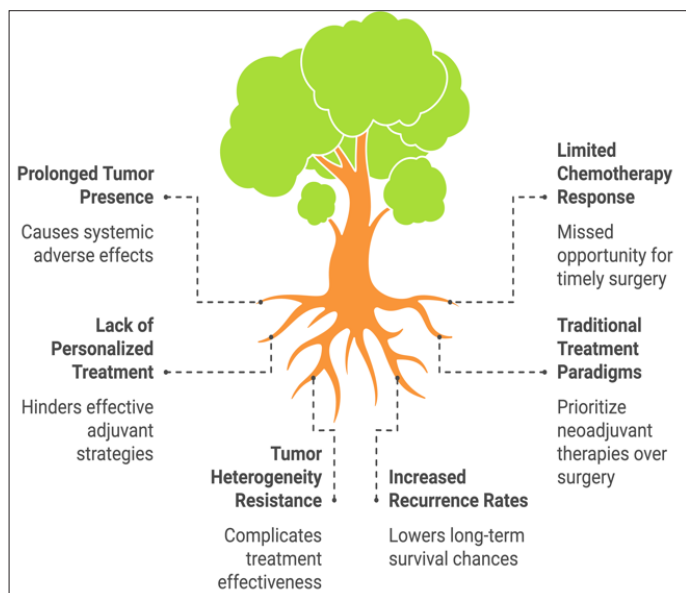 Prolonged Tumor
Presence
Causes systemic
adverse effects
Lack of
Personalized
Treatment
Hinders effective
adjuvant
strategies
Tumor
Heterogeneity
Resistance
Complicates
treatment
effectiveness
Increased
Recurrence Rates
Lowers long-term
survival chances
Limited
Chemotherapy
Response
Missed
opportunity for
timely surgery
Traditional
Treatment
Paradigms
Prioritize
neoadjuvant
therapies over
surgery